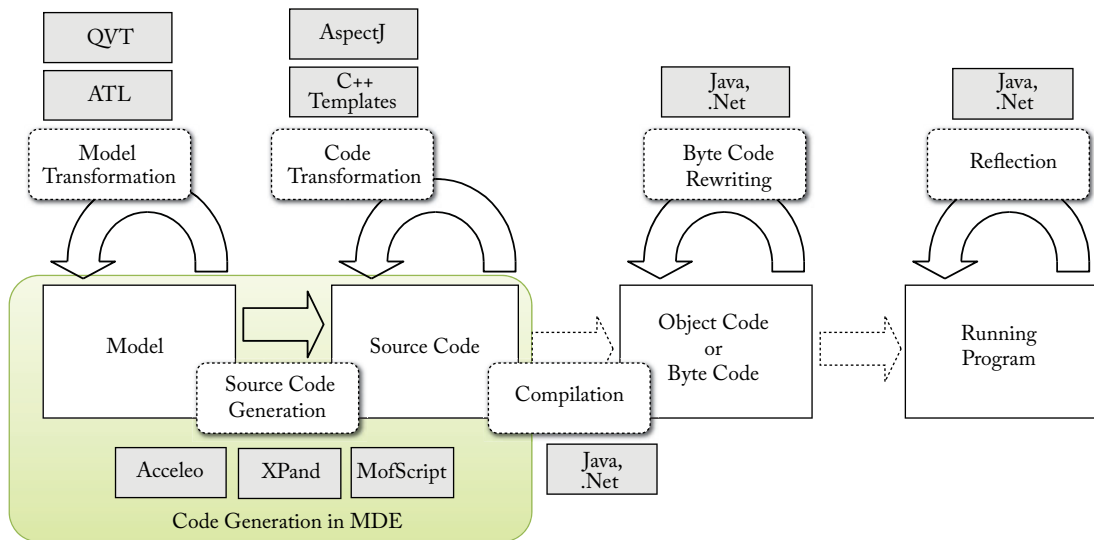 QVT
ATL
Model
Transformation
AspectJ
C++
Templates
Code
Transformation
Java,
.Net
Byte Code
Rewriting
Java,
.Net
Reflection
Model
Source Code
Generation
Source Code
Compilation
Object Code
or
Byte Code
Running
Program
Acceleo
XPand
MofScript
Java,
.Net
Code Generation in MDE